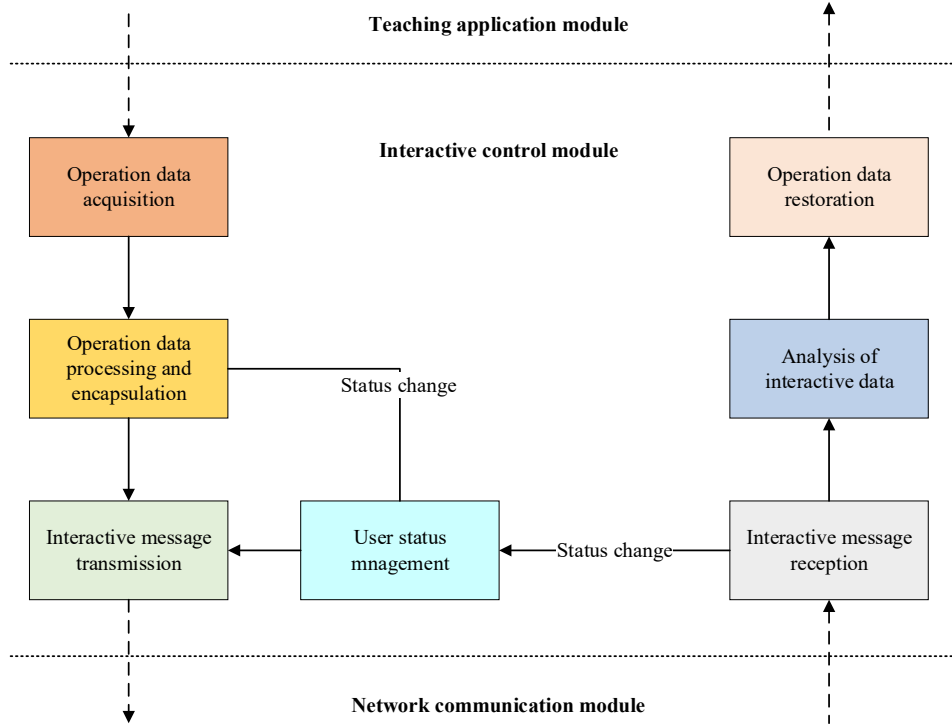 Teaching application module
Interactive control module
Operation data
acquisition
Operation data
restoration
Operation data
processing and
encapsulation
Status change
Analysis of
interactive data
Interactive message
transmission
User status
mnagement
Status change
Interactive message
reception
Network communication module